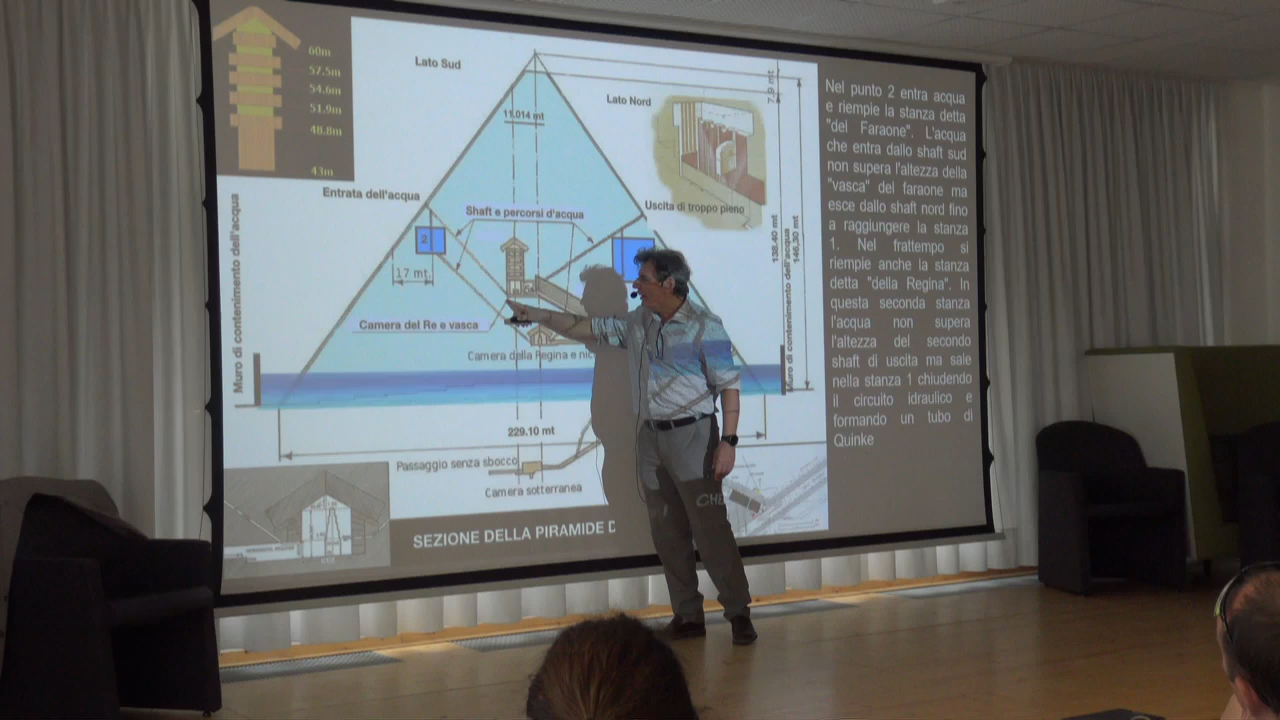 60m
57.5m
54.6m
51.9m
48.8m
43m
Lato Sud
Lato Nord
7,9 mt
11.014 mt
Entrata dell'acqua
Shaft e percorsi d'acqua
Uscita di troppo pieno
2
17 mt
Camera del Re e vasca
Camera della Regina e nic
Muro di contenimento dell'acqua
138,40 mt
146,30 mt
Muro di contenimento dell'acqua
229.10 mt
Passaggio senza sbocco
Camera sotterranea
SEZIONE DELLA PIRAMIDE D
CHE
Nel punto 2 entra acqua
e riempie la stanza detta
"del Faraone". L'acqua
che entra dallo shaft sud
non supera l'altezza della
"vasca" del faraone ma
esce dallo shaft nord fino
a raggiungere la stanza
1. Nel frattempo si
riempie anche la stanza
detta "della Regina". In
questa seconda stanza
l'acqua non supera
l'altezza del secondo
shaft di uscita ma sale
nella stanza 1 chiudendo
il circuito idraulico e
formando un tubo di
Quinke